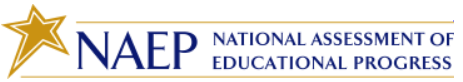 NAEP
NATIONAL ASSESSMENT OF
EDUCATIONAL PROGRESS